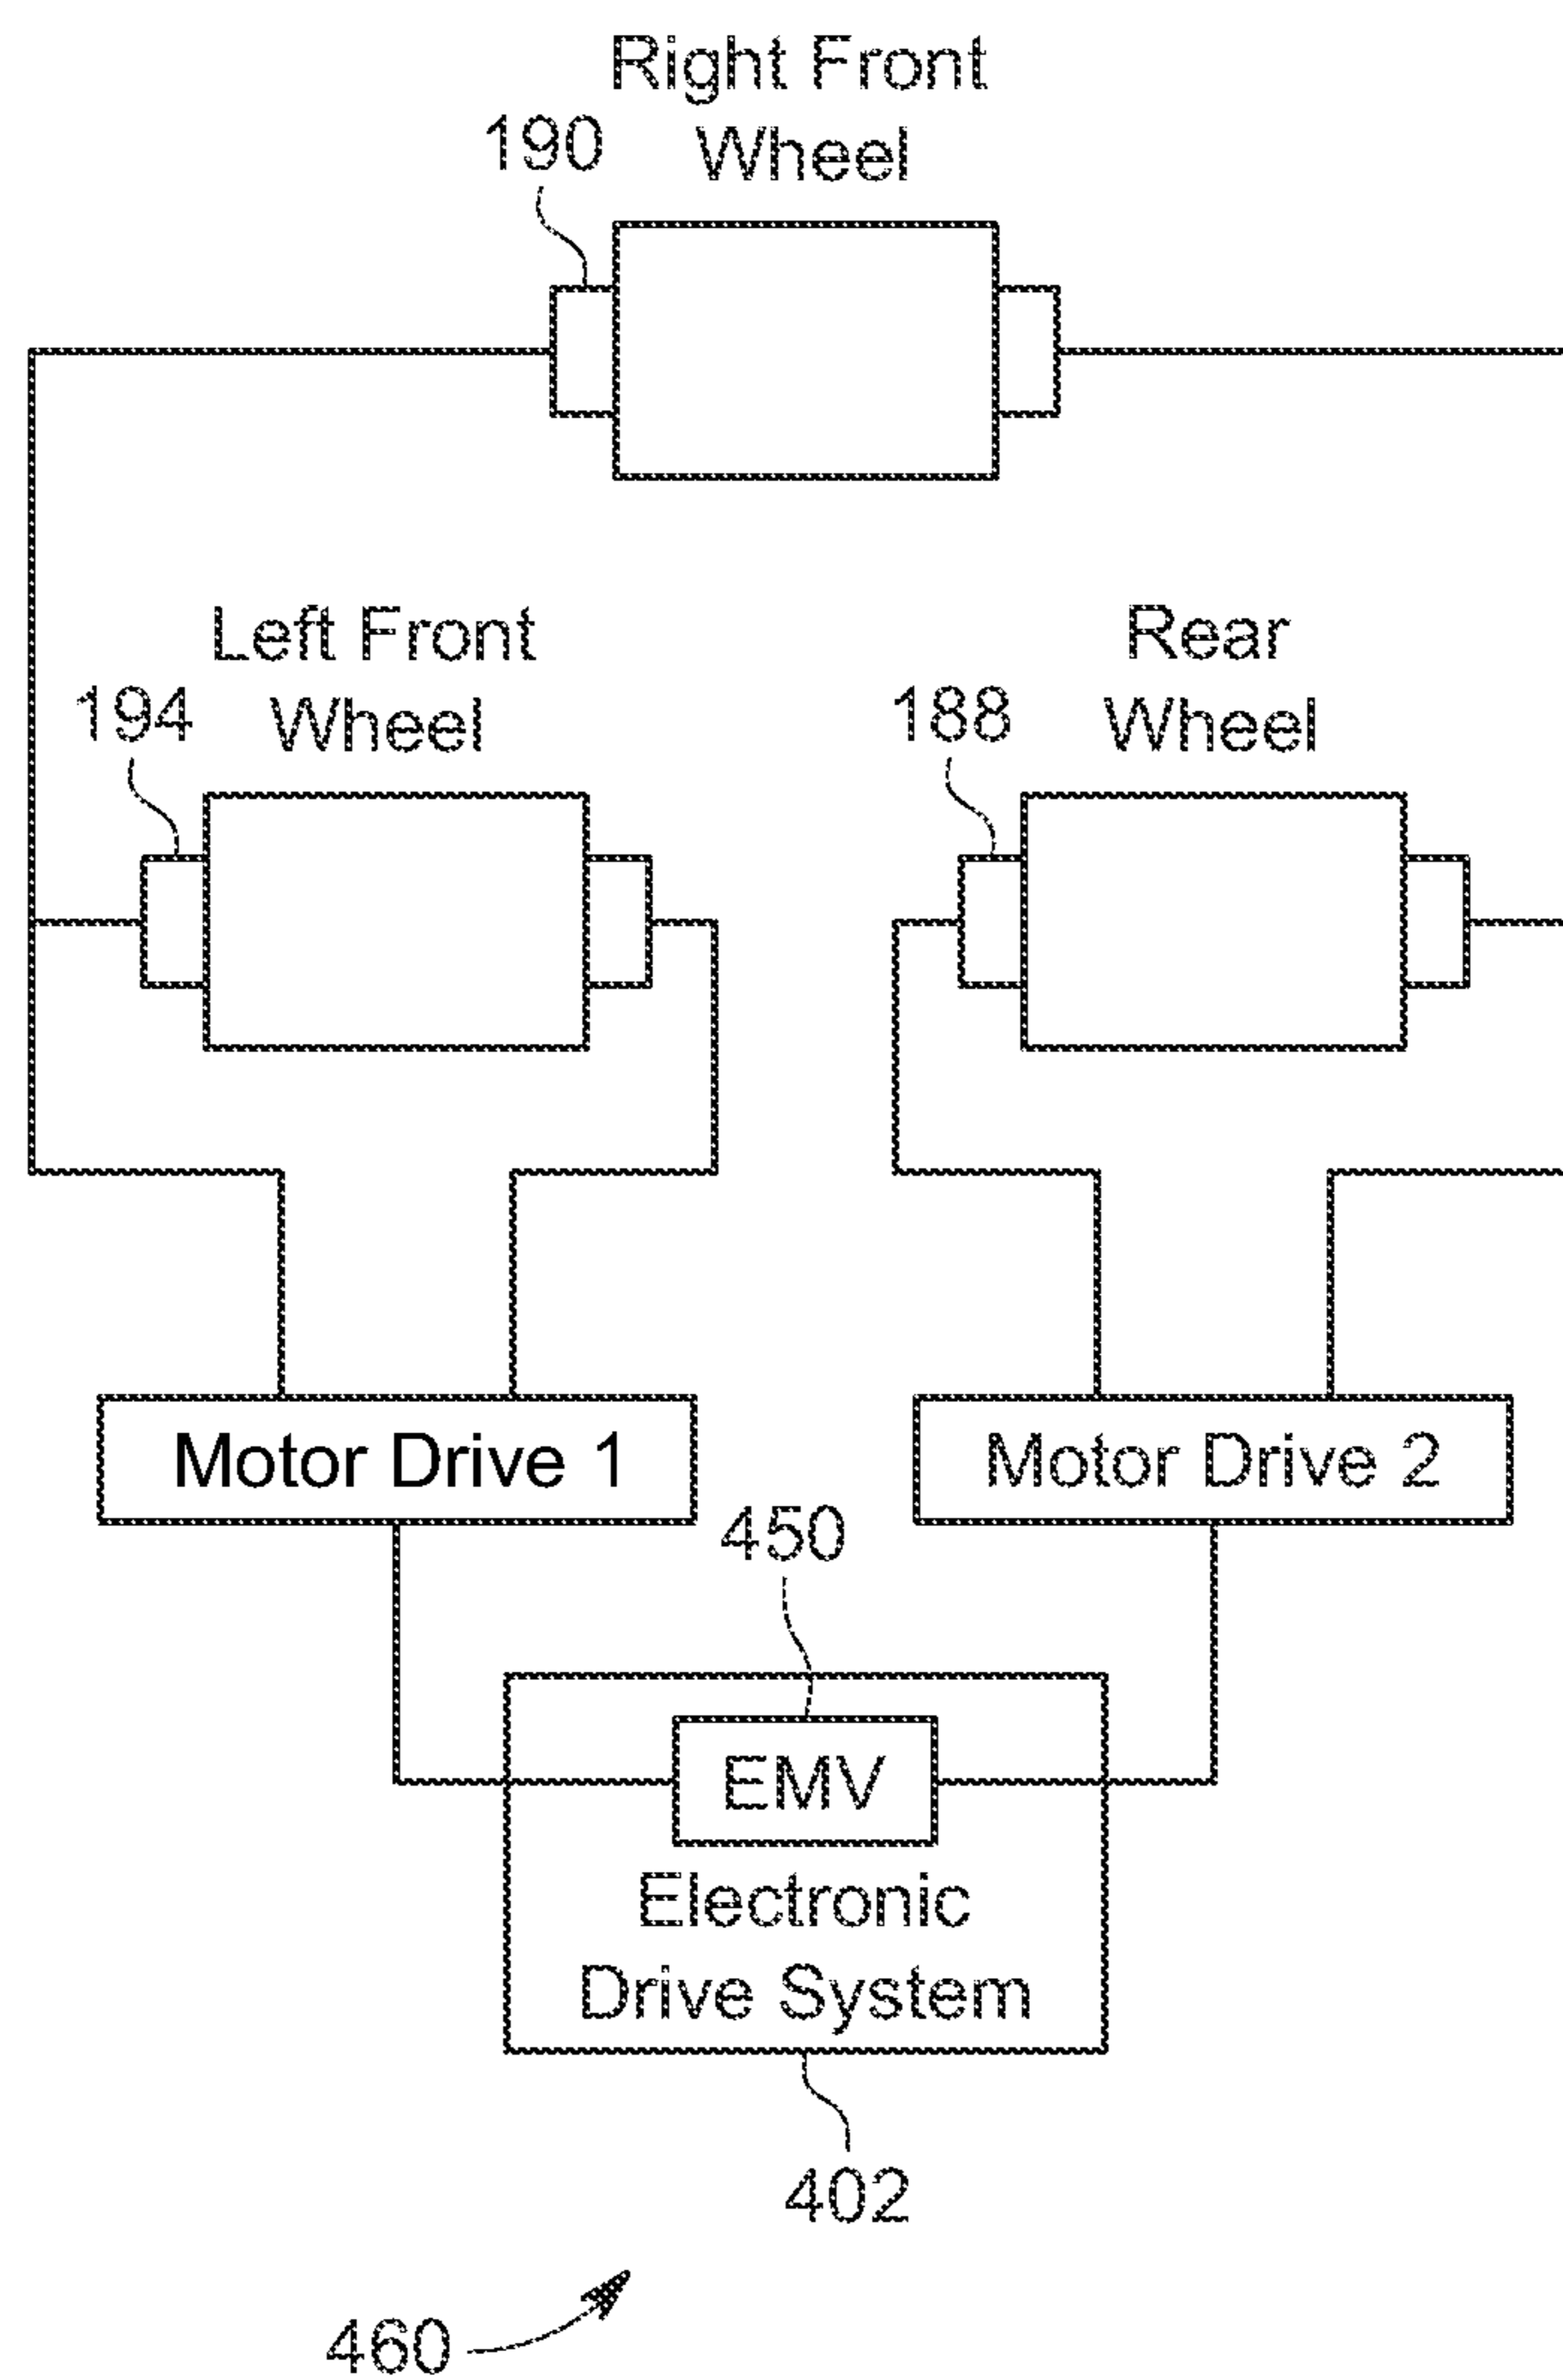 Right Front
Wheel
190
Left Front
Wheel
194
Rear
Wheel
188
Motor Drive 1
Motor Drive 2
450
EMV
Electronic
Drive System
402
460